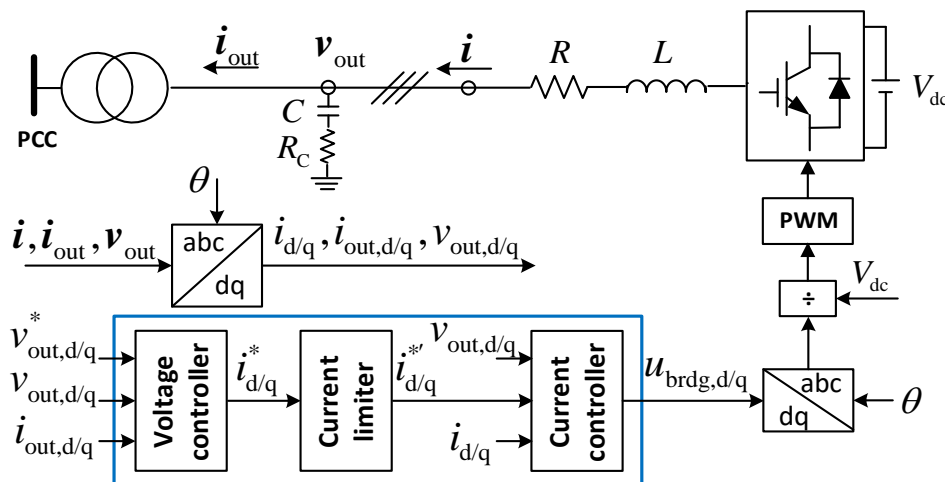 i_out v_out i R L
V_dc
PCC
C
R_C
θ
i, i_out, v_out
abc
dq
i_d/q, i_out,d/q, v_out,d/q
PWM
÷
V_dc
v*_out,d/q
v_out,d/q
i_out,d/q
Voltage controller
i*_d/q
Current limiter
i*'_d/q
v_out,d/q
i_d/q
Current controller
u_brdg,d/q
abc
dq
θ